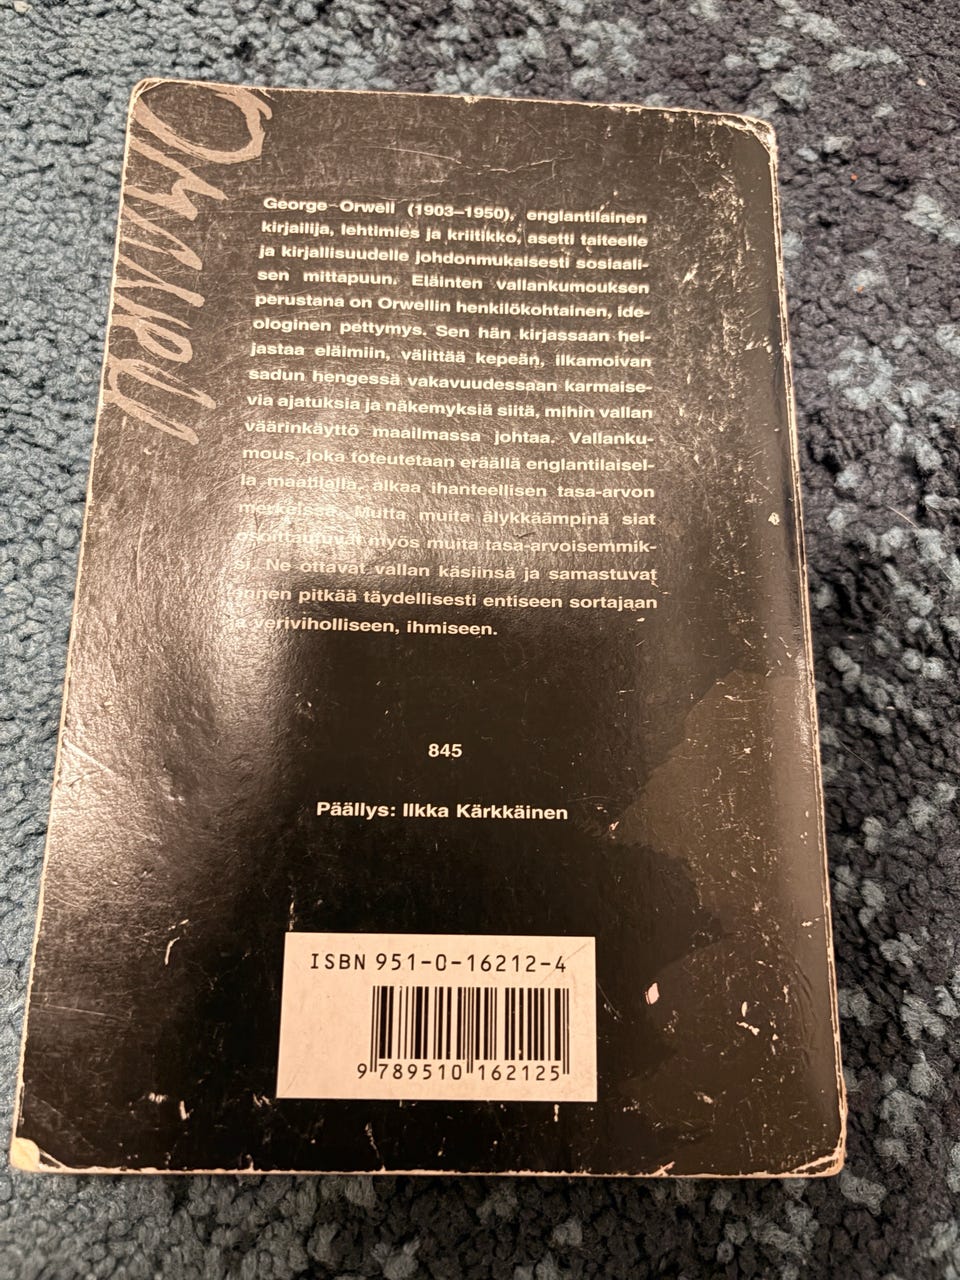 George Orwell (1903–1950), englantilainen
kirjailija, lehtimies ja kriitikko, asetti taiteelle
ja kirjallisuudelle johdonmukaisesti sosiaali-
sen mittapuun. Eläinten vallankumouksen
perustana on Orwellin henkilökohtainen, ide-
ologinen pettymys. Sen hän kirjassaan hei-
jastaa eläimiin, välittää kepeän, ilkamoivan
sadun hengessä vakavuudessaan karmaise-
via ajatuksia ja näkemyksiä siitä, mihin vallan
väärinkäyttö maailmassa johtaa. Vallanku-
mous, joka toteutetaan eräällä englantilaisel-
la maatilalla, alkaa ihanteellisen tasa-arvon
merkeissä. Mutta muita älykkäämpinä siat
osoittautuvat myös muita tasa-arvoisemmik-
si. Ne ottavat vallan käsiinsä ja samastuvat
ennen pitkää täydellisesti entiseen sortajaan
ja veriviholliseen, ihmiseen.
845
Päällys: Ilkka Kärkkäinen
ISBN 951-0-16212-4
9 789510 162125